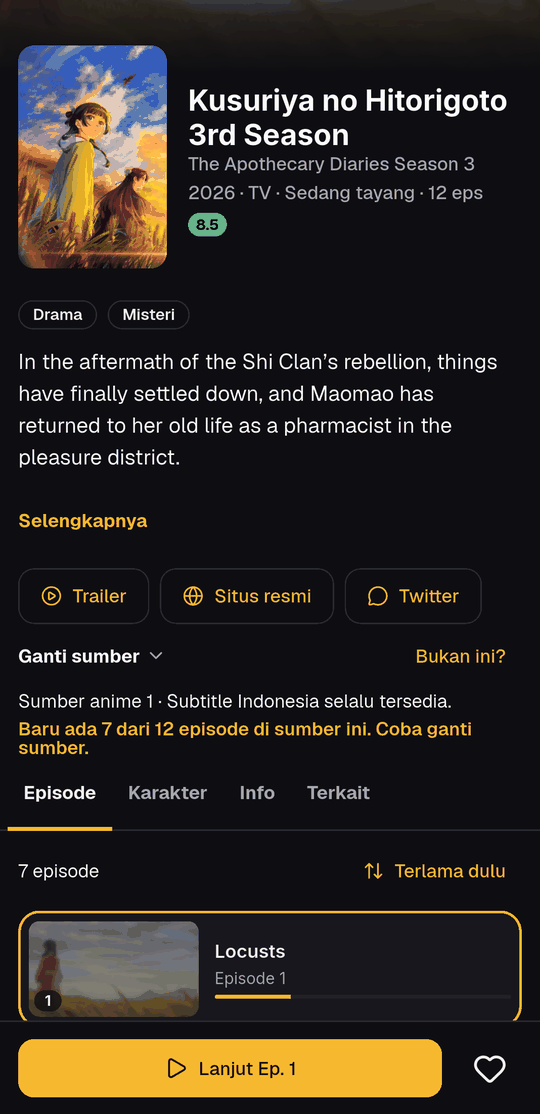 Kusuriya no Hitorigoto
3rd Season
The Apothecary Diaries Season 3
2026 · TV · Sedang tayang · 12 eps
8.5
Drama
Misteri
In the aftermath of the Shi Clan’s rebellion, things
have finally settled down, and Maomao has
returned to her old life as a pharmacist in the
pleasure district.
Selengkapnya
Trailer
Situs resmi
Twitter
Ganti sumber
Bukan ini?
Sumber anime 1 · Subtitle Indonesia selalu tersedia.
Baru ada 7 dari 12 episode di sumber ini. Coba ganti
sumber.
Episode
Karakter
Info
Terkait
7 episode
Terlama dulu
Locusts
Episode 1
1
Lanjut Ep. 1